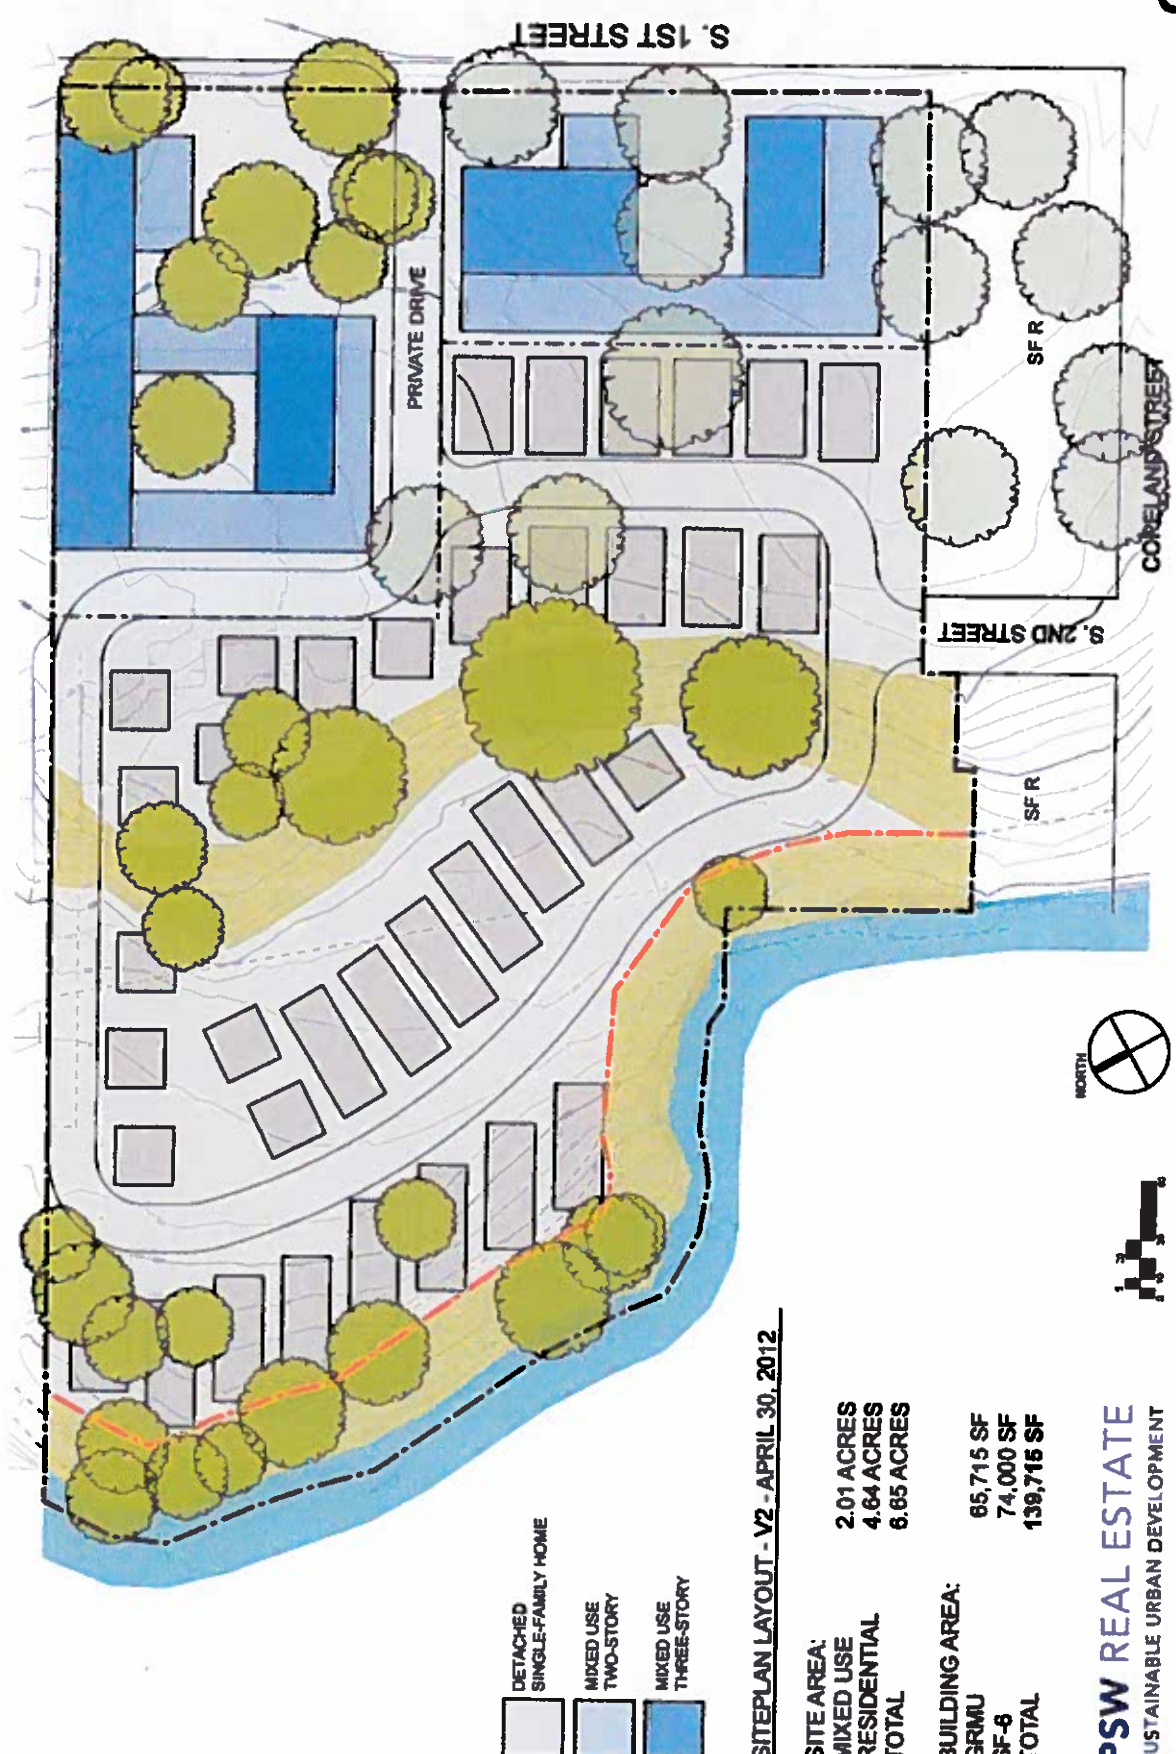 S. 1ST STREET
PRIVATE DRIVE
SF R
S. 2ND STREET
SF R
NORTH
DETACHED
SINGLE-FAMILY HOME
MIXED USE
TWO-STORY
MIXED USE
THREE-STORY
SITEPLAN LAYOUT - V2 - APRIL 30, 2012
SITE AREA:
MIXED USE 2.01 ACRES
RESIDENTIAL 4.64 ACRES
TOTAL 6.65 ACRES
BUILDING AREA:
GRMU 65,715 SF
SF-6 74,000 SF
TOTAL 139,715 SF
PSW REAL ESTATE
SUSTAINABLE URBAN DEVELOPMENT